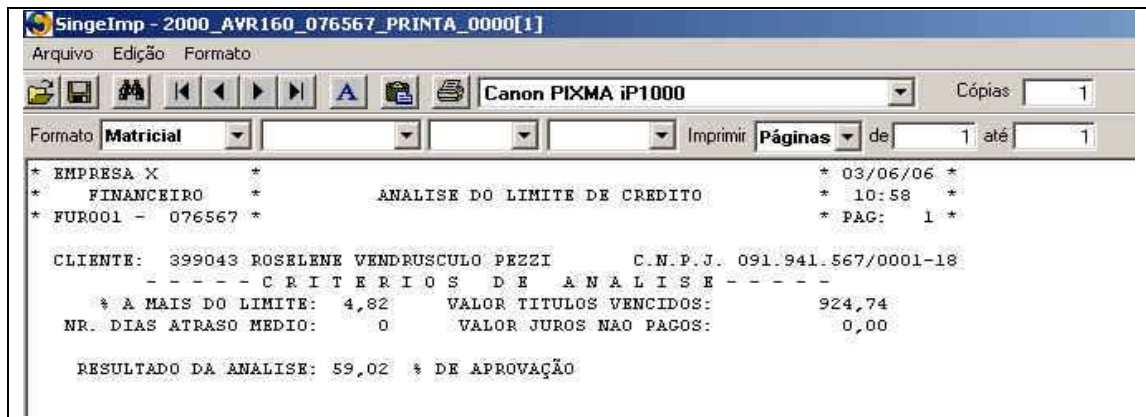 SingeImp - 2000_AVR160_076567_PRINTA_0000[1]
Arquivo Edição Formato
A Canon PIXMA iP1000 Cópias 1
Formato Matricial Imprimir Páginas de 1 até 1
* EMPRESA X * * 03/06/06 *
* FINANCEIRO * ANALISE DO LIMITE DE CREDITO * 10:58 *
* FUR001 - 076567 * * PAG: 1 *
CLIENTE: 399043 ROSELENE VENDRUSCULO PEZZI C.N.P.J. 091.941.567/0001-18
- - - - - C R I T E R I O S D E A N A L I S E - - - - -
% A MAIS DO LIMITE: 4,82 VALOR TITULOS VENCIDOS: 924,74
NR. DIAS ATRASO MEDIO: 0 VALOR JUROS NAO PAGOS: 0,00
RESULTADO DA ANALISE: 59,02 % DE APROVAÇÃO